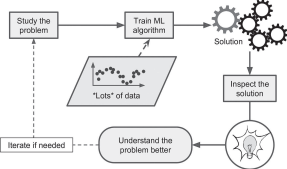 Study the
problem
Train ML
algorithm
Solution
*Lots* of data
Inspect the
solution
Understand the
problem better
Iterate if needed